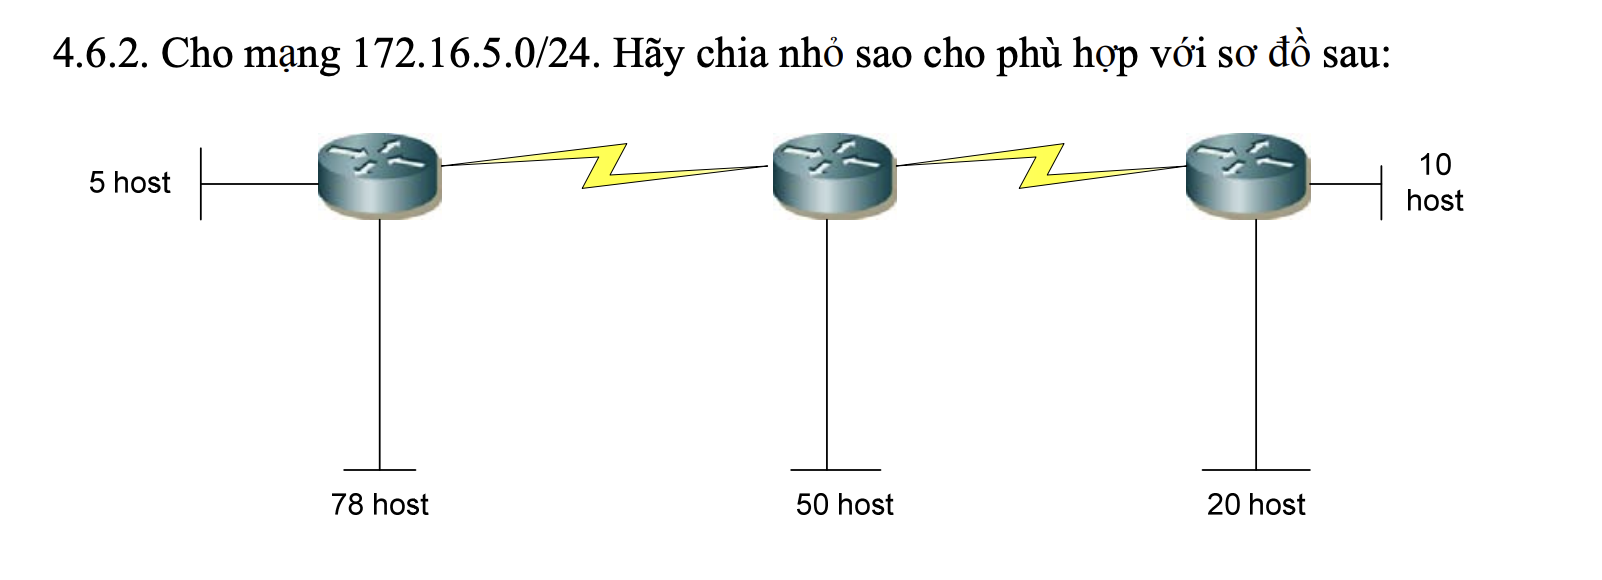 4.6.2. Cho mạng 172.16.5.0/24. Hãy chia nhỏ sao cho phù hợp với sơ đồ sau:
5 host
10
host
78 host
50 host
20 host